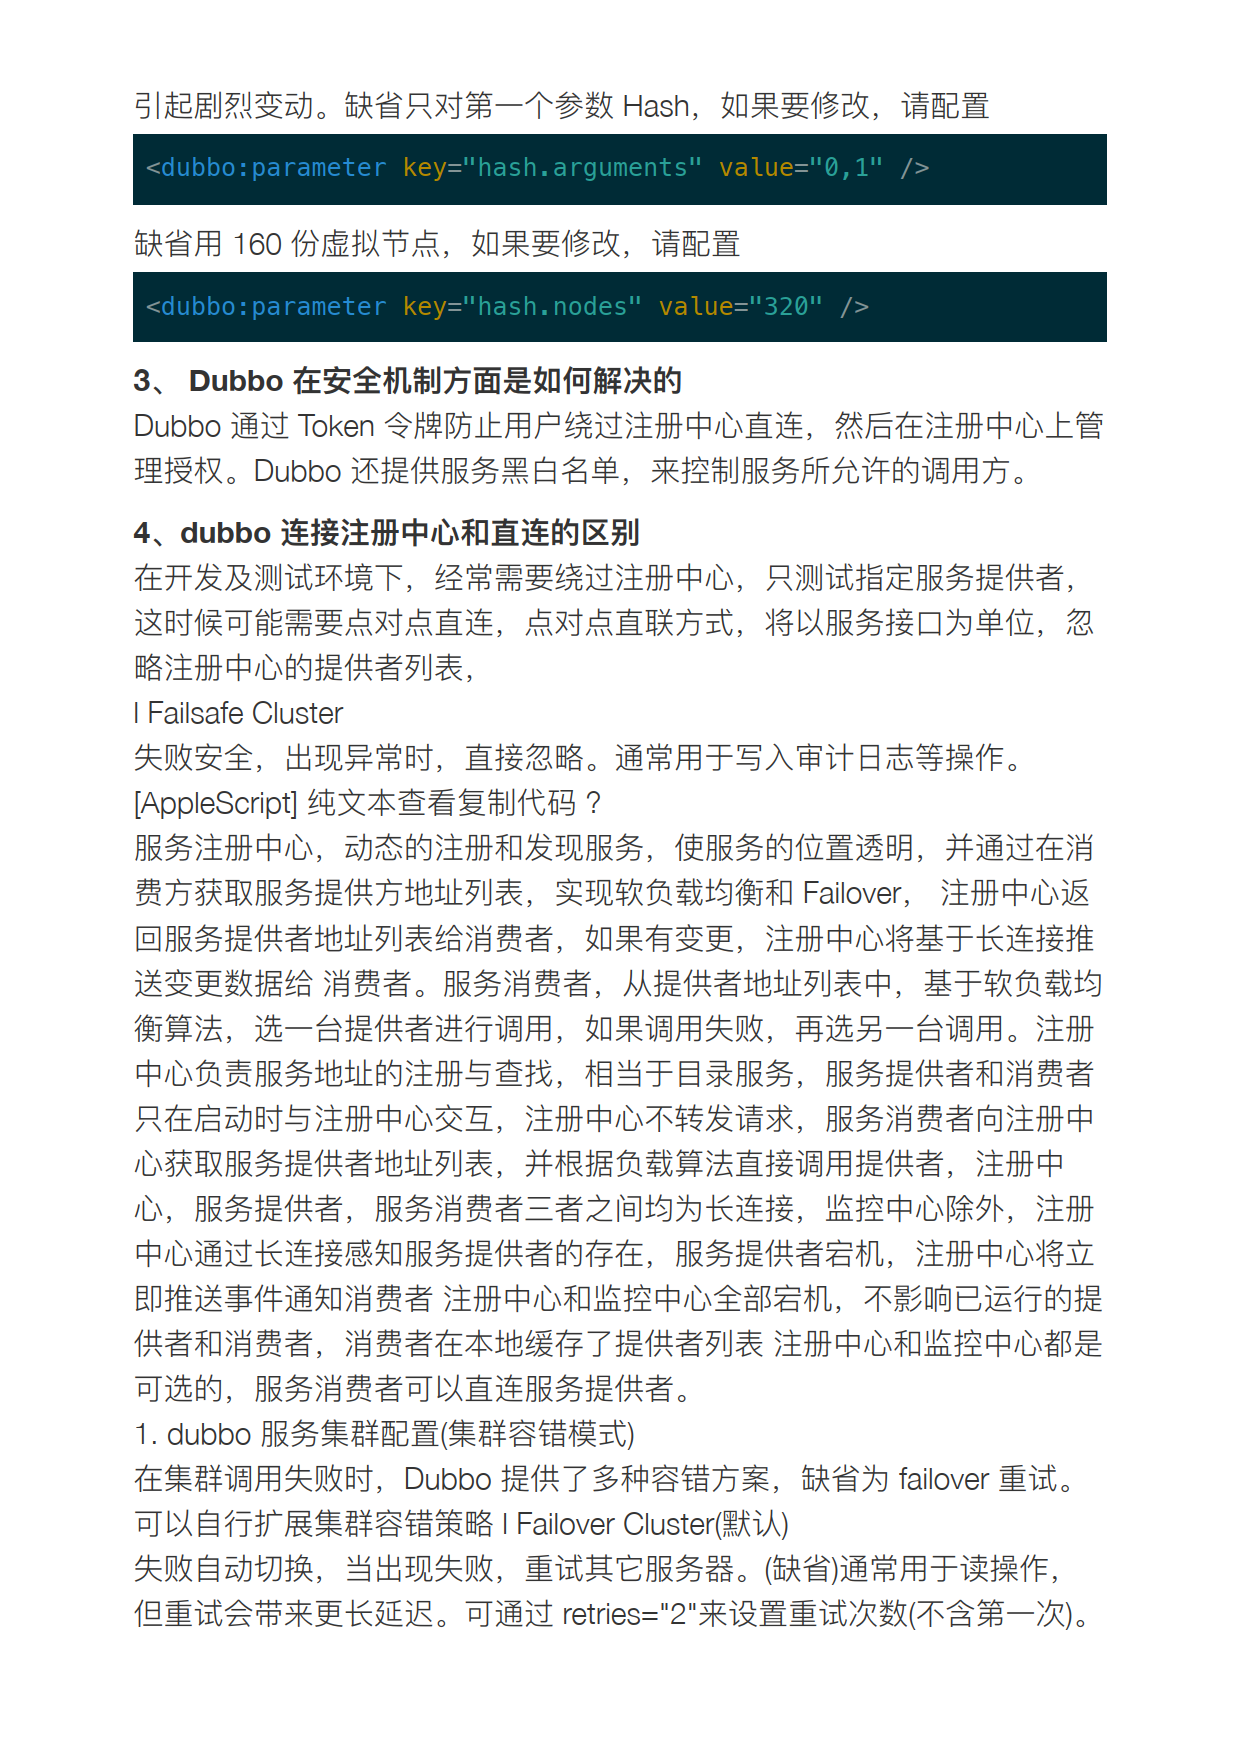 引起剧烈变动。缺省只对第一个参数 Hash，如果要修改，请配置
<dubbo:parameter key="hash.arguments" value="0,1" />
缺省用 160 份虚拟节点，如果要修改，请配置
<dubbo:parameter key="hash.nodes" value="320" />
3、 Dubbo 在安全机制方面是如何解决的
Dubbo 通过 Token 令牌防止用户绕过注册中心直连，然后在注册中心上管
理授权。Dubbo 还提供服务黑白名单，来控制服务所允许的调用方。
4、dubbo 连接注册中心和直连的区别
在开发及测试环境下，经常需要绕过注册中心，只测试指定服务提供者，
这时候可能需要点对点直连，点对点直联方式，将以服务接口为单位，忽
略注册中心的提供者列表，
l Failsafe Cluster
失败安全，出现异常时，直接忽略。通常用于写入审计日志等操作。
[AppleScript] 纯文本查看复制代码 ?
服务注册中心，动态的注册和发现服务，使服务的位置透明，并通过在消
费方获取服务提供方地址列表，实现软负载均衡和 Failover， 注册中心返
回服务提供者地址列表给消费者，如果有变更，注册中心将基于长连接推
送变更数据给 消费者。服务消费者，从提供者地址列表中，基于软负载均
衡算法，选一台提供者进行调用，如果调用失败，再选另一台调用。注册
中心负责服务地址的注册与查找，相当于目录服务，服务提供者和消费者
只在启动时与注册中心交互，注册中心不转发请求，服务消费者向注册中
心获取服务提供者地址列表，并根据负载算法直接调用提供者，注册中
心，服务提供者，服务消费者三者之间均为长连接，监控中心除外，注册
中心通过长连接感知服务提供者的存在，服务提供者宕机，注册中心将立
即推送事件通知消费者 注册中心和监控中心全部宕机，不影响已运行的提
供者和消费者，消费者在本地缓存了提供者列表 注册中心和监控中心都是
可选的，服务消费者可以直连服务提供者。
1. dubbo 服务集群配置(集群容错模式)
在集群调用失败时，Dubbo 提供了多种容错方案，缺省为 failover 重试。
可以自行扩展集群容错策略 l Failover Cluster(默认)
失败自动切换，当出现失败，重试其它服务器。(缺省)通常用于读操作，
但重试会带来更长延迟。可通过 retries="2"来设置重试次数(不含第一次)。